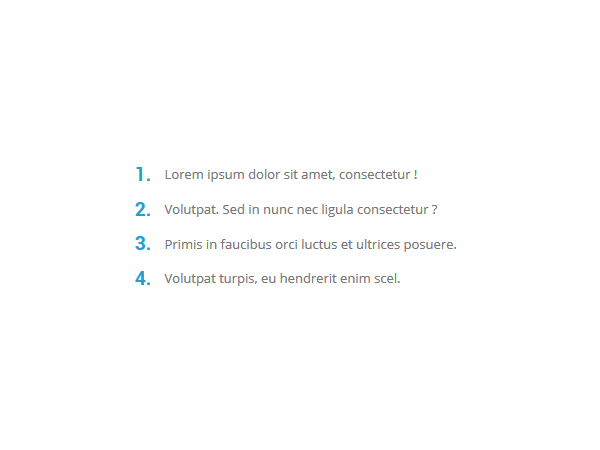 1. Lorem ipsum dolor sit amet, consectetur !
2. Volutpat. Sed in nunc nec ligula consectetur ?
3. Primis in faucibus orci luctus et ultrices posuere.
4. Volutpat turpis, eu hendrerit enim scel.